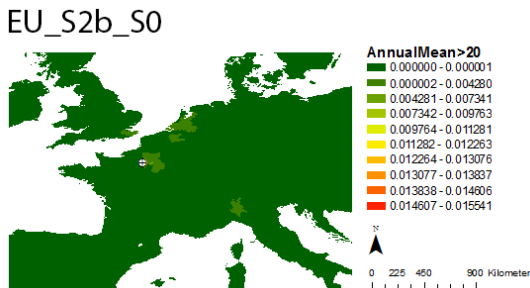 EU_S2b_S0
AnnualMean>20
0.000000 - 0.000001
0.000002 - 0.004280
0.004281 - 0.007341
0.007342 - 0.009763
0.009764 - 0.011281
0.011282 - 0.012263
0.012264 - 0.013076
0.013077 - 0.013837
0.013838 - 0.014606
0.014607 - 0.015541
N
0 225 450 900 Kilometer